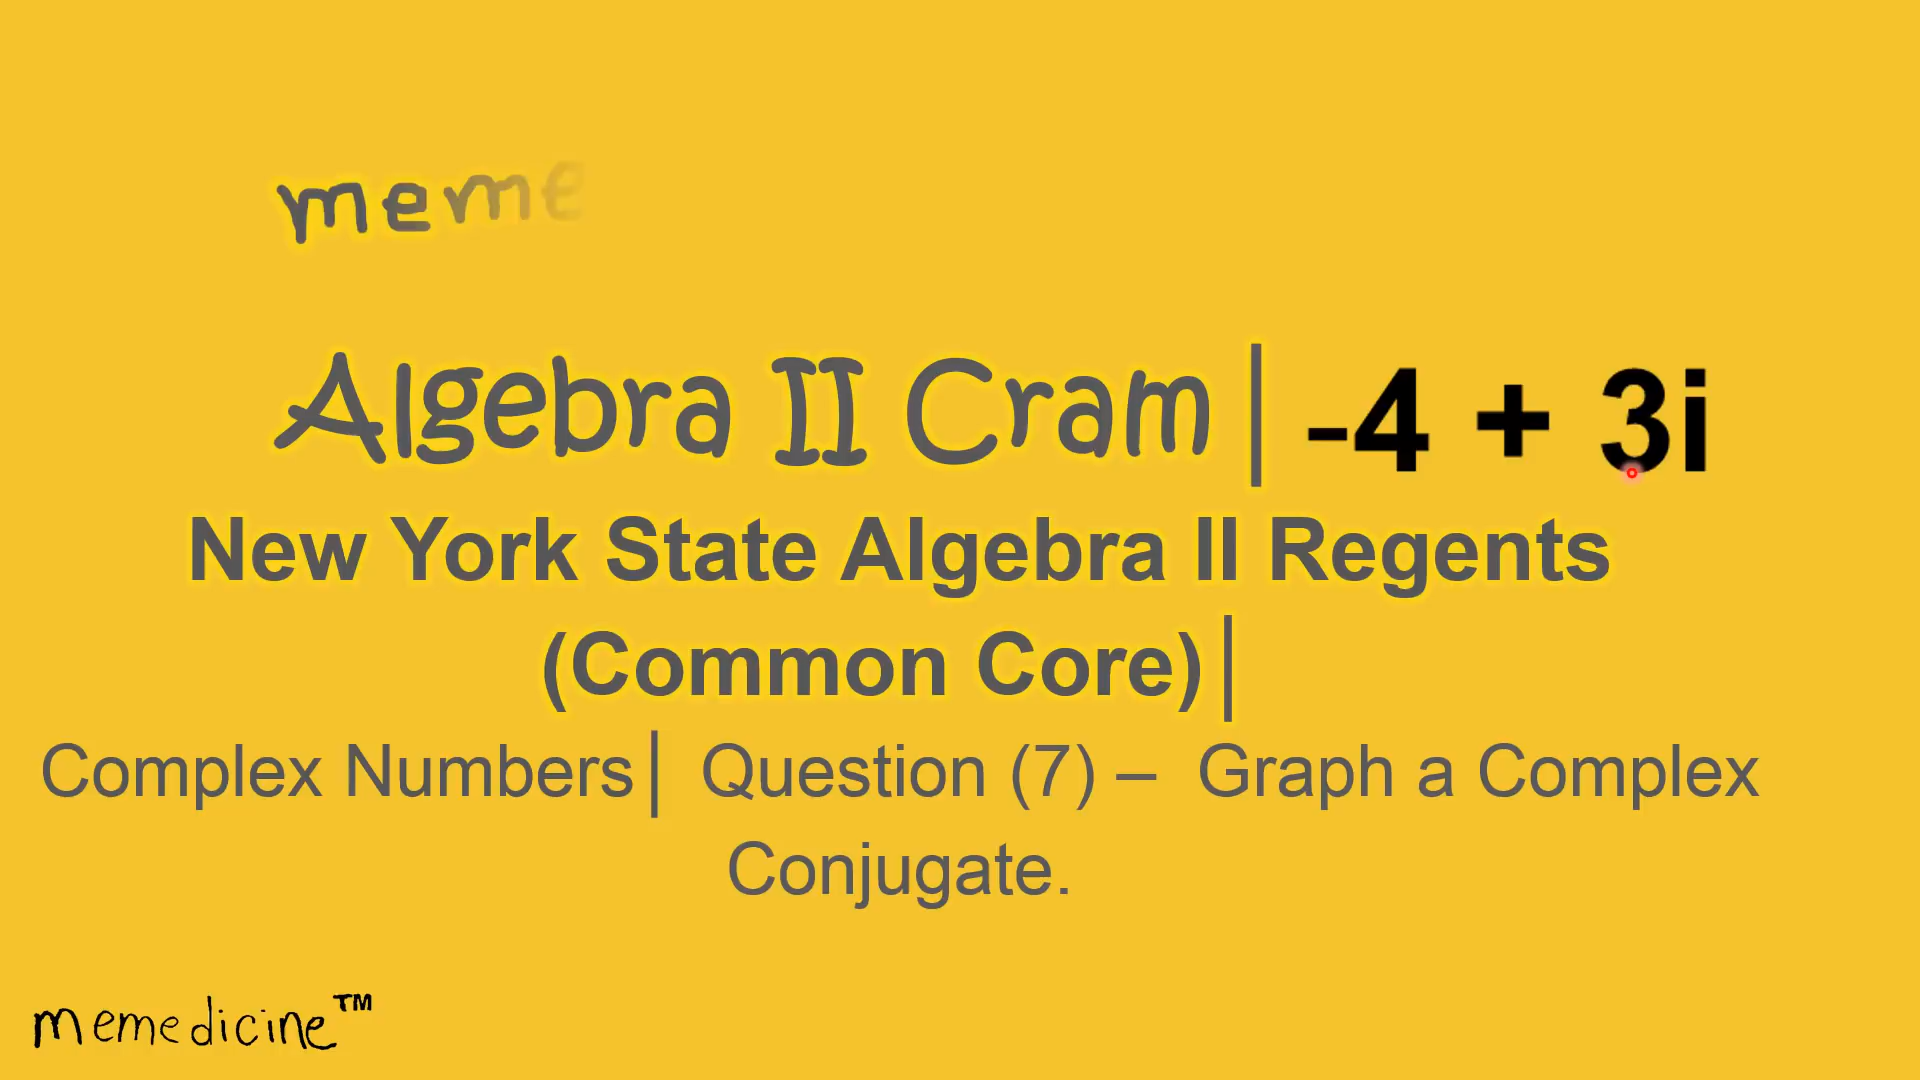 meme
Algebra II Cram| -4 + 3i
New York State Algebra II Regents
(Common Core)|
Complex Numbers| Question (7) – Graph a Complex
Conjugate.
memedicine™